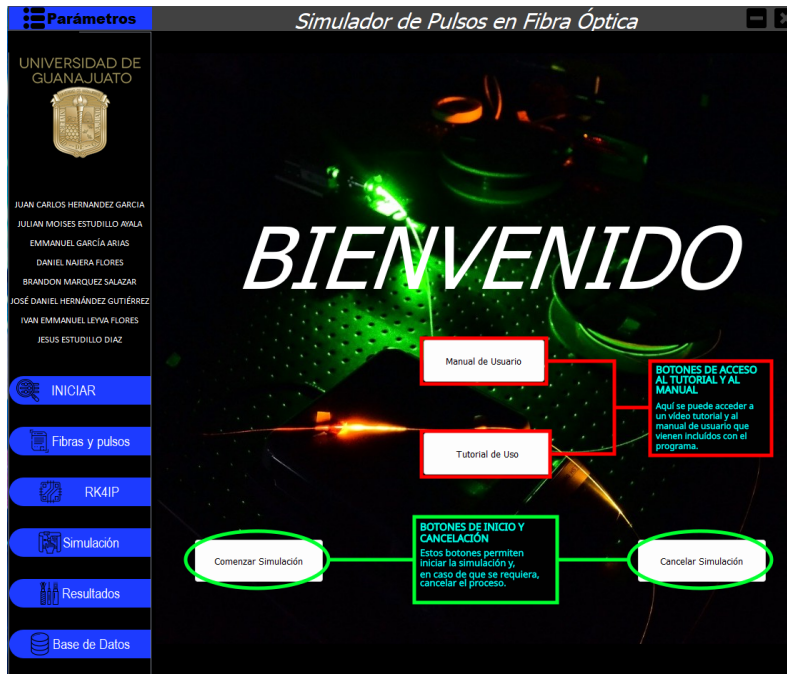 Parámetros
Simulador de Pulsos en Fibra Óptica
UNIVERSIDAD DE
GUANAJUATO
JUAN CARLOS HERNANDEZ GARCIA
JULIAN MOISES ESTUDILLO AYALA
EMMANUEL GARCÍA ARIAS
DANIEL NAJERA FLORES
BRANDON MARQUEZ SALAZAR
JOSÉ DANIEL HERNÁNDEZ GUTIÉRREZ
IVAN EMMANUEL LEYVA FLORES
JESUS ESTUDILLO DIAZ
INICIAR
Fibras y pulsos
RK4IP
Simulación
Resultados
Base de Datos
BIENVENIDO
Manual de Usuario
Tutorial de Uso
BOTONES DE ACCESO
AL TUTORIAL Y AL
MANUAL
Aquí se puede acceder a
un vídeo tutorial y al
manual de usuario que
vienen incluídos con el
programa.
Comenzar Simulación
BOTONES DE INICIO Y
CANCELACIÓN
Estos botones permiten
iniciar la simulación y,
en caso de que se requiera,
cancelar el proceso.
Cancelar Simulación